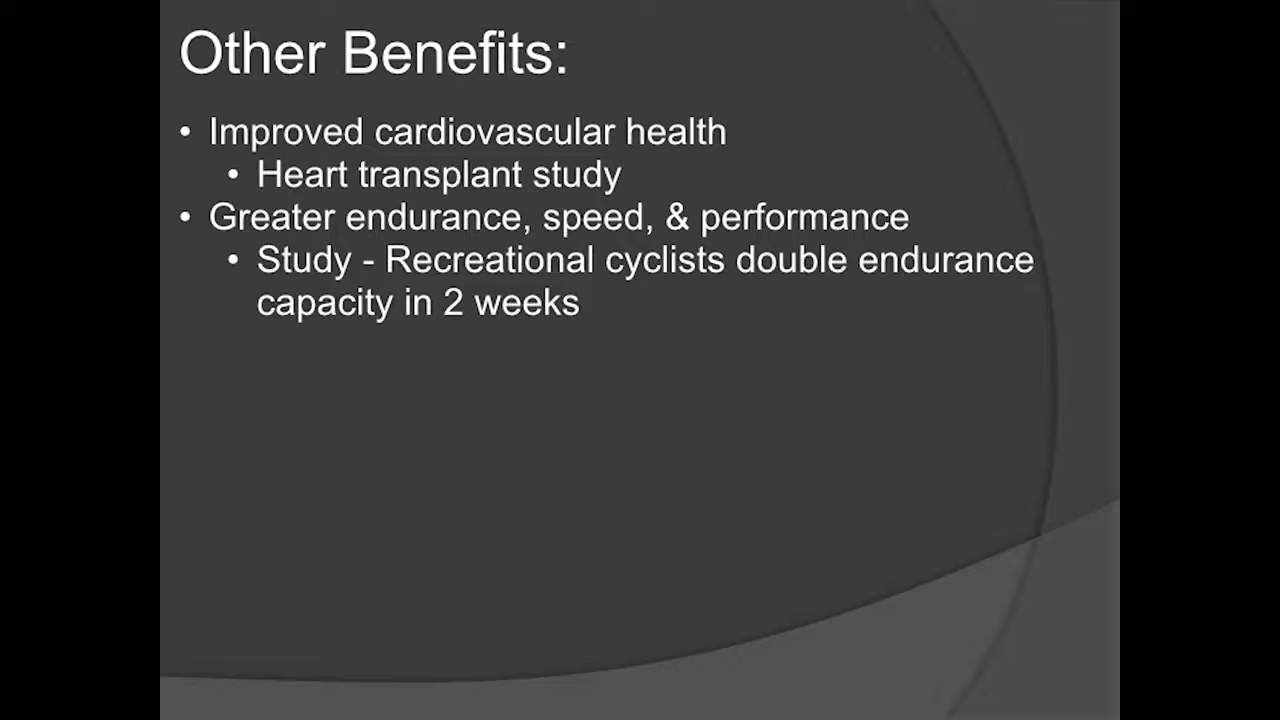 Other Benefits:
• Improved cardiovascular health
• Heart transplant study
• Greater endurance, speed, & performance
• Study - Recreational cyclists double endurance
capacity in 2 weeks